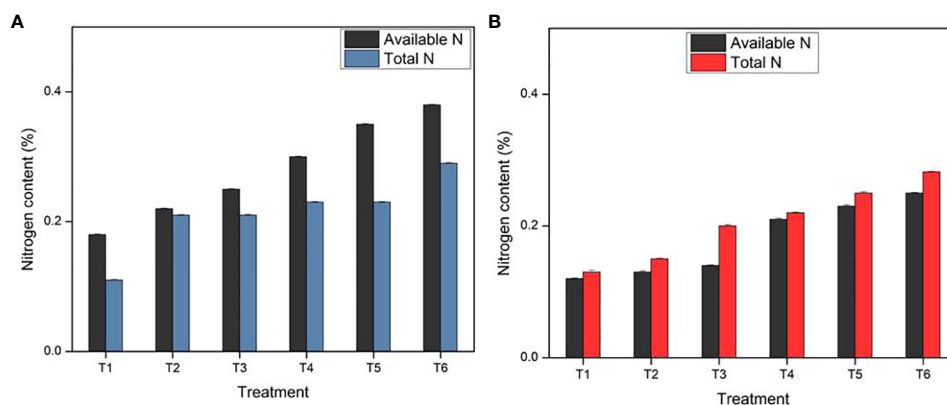 A
Available N
Total N
Nitrogen content (%)
0.4
0.2
0.0
T1 T2 T3 T4 T5 T6
Treatment
B
Available N
Total N
Nitrogen content (%)
0.4
0.2
0.0
T1 T2 T3 T4 T5 T6
Treatment